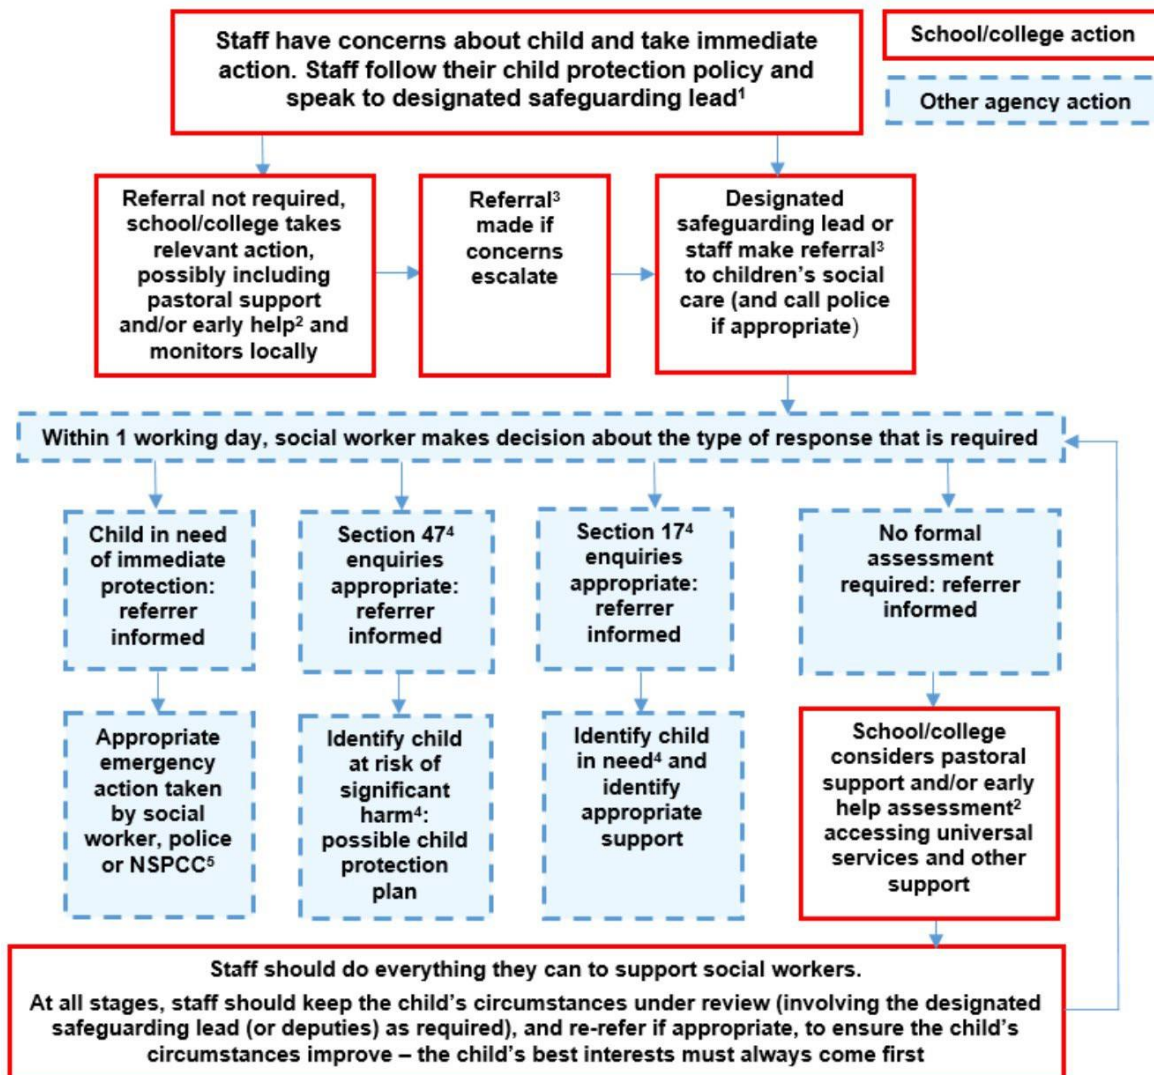 Staff have concerns about child and take immediate
action. Staff follow their child protection policy and
speak to designated safeguarding lead¹
School/college action
Other agency action
Referral not required,
school/college takes
relevant action,
possibly including
pastoral support
and/or early help² and
monitors locally
Referral³
made if
concerns
escalate
Designated
safeguarding lead or
staff make referral³
to children’s social
care (and call police
if appropriate)
Within 1 working day, social worker makes decision about the type of response that is required
Child in need
of immediate
protection:
referrer
informed
Section 47⁴
enquiries
appropriate:
referrer
informed
Section 17⁴
enquiries
appropriate:
referrer
informed
No formal
assessment
required: referrer
informed
Appropriate
emergency
action taken
by social
worker, police
or NSPCC⁵
Identify child
at risk of
significant
harm⁴:
possible child
protection
plan
Identify child
in need⁴ and
identify
appropriate
support
School/college
considers pastoral
support and/or early
help assessment²
accessing universal
services and other
support
Staff should do everything they can to support social workers.
At all stages, staff should keep the child’s circumstances under review (involving the designated
safeguarding lead (or deputies) as required), and re-refer if appropriate, to ensure the child’s
circumstances improve – the child’s best interests must always come first